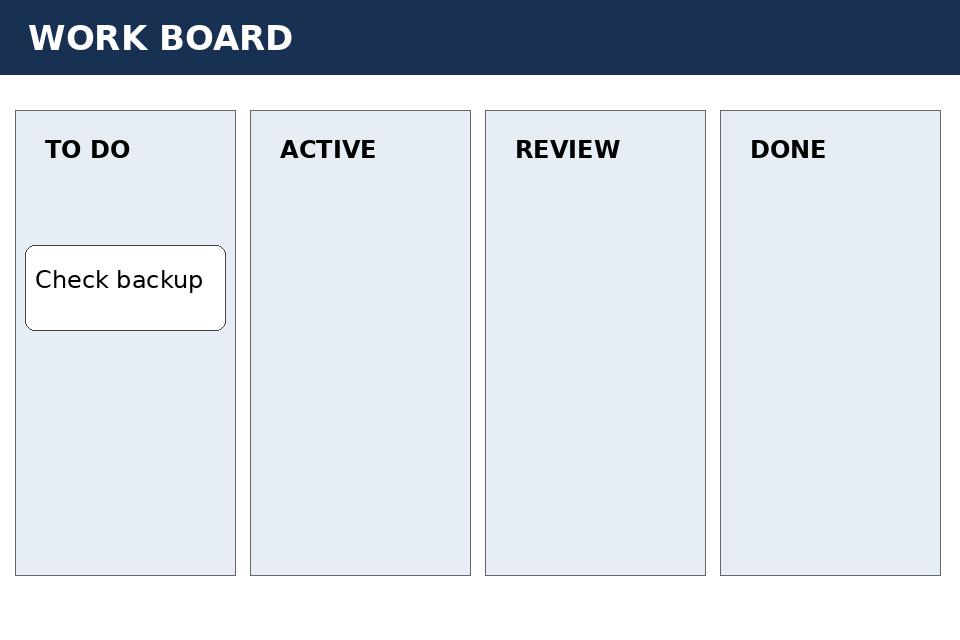 WORK BOARD
TO DO
ACTIVE
REVIEW
DONE
Check backup